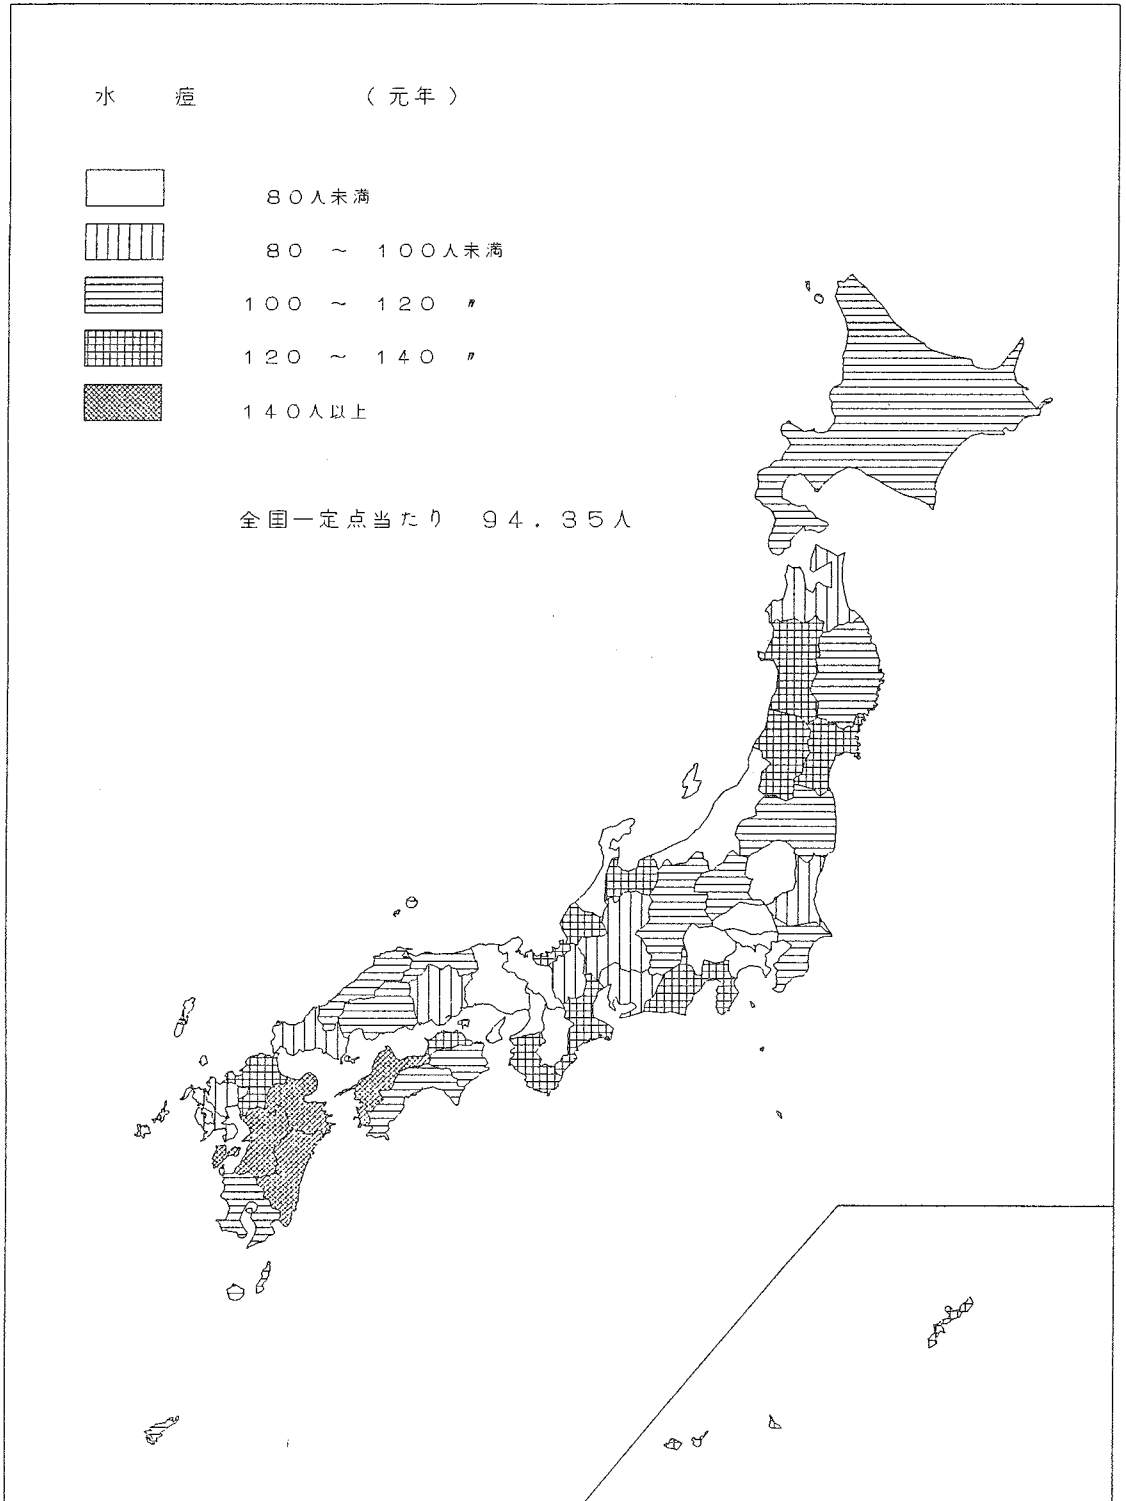 水 痘 （元年）
80人未満
80 ～ 100人未満
100 ～ 120 〃
120 ～ 140 〃
140人以上
全国一定点当たり 94.35人